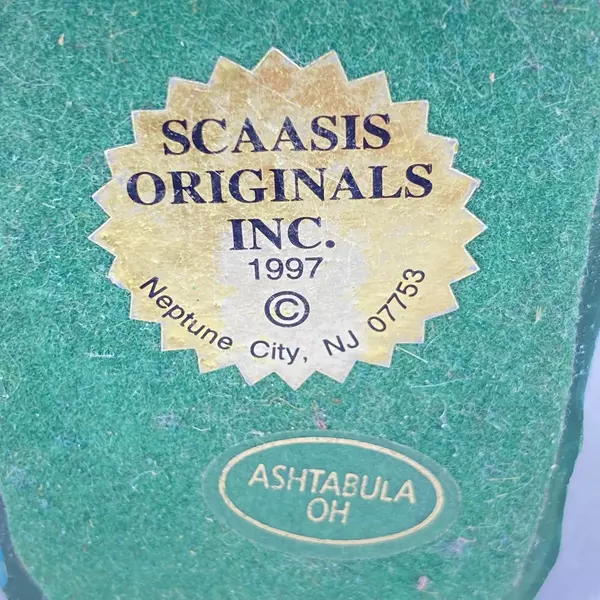 SCAASIS
ORIGINALS
INC.
1997
©
Neptune City, NJ 07753
ASHTABULA
OH